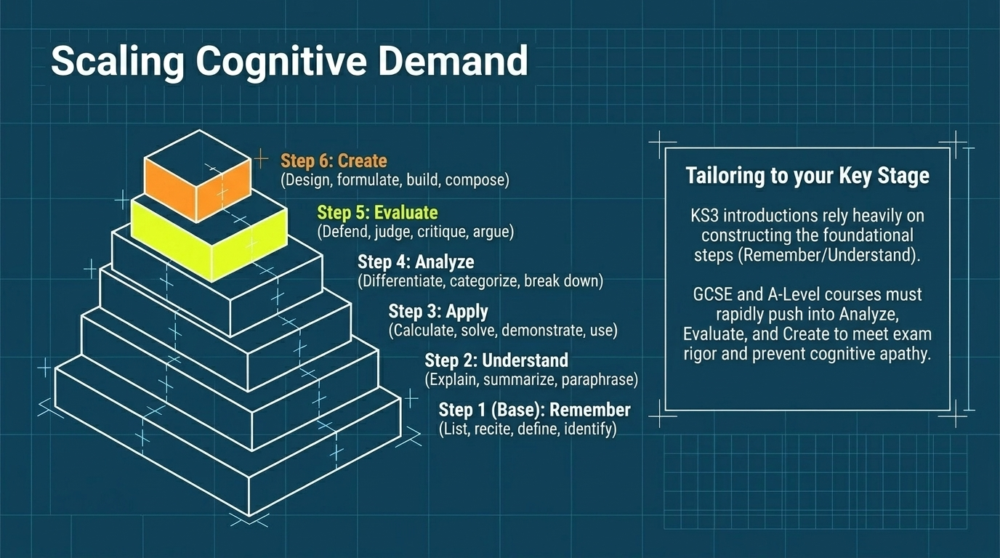 Scaling Cognitive Demand
Step 6: Create
(Design, formulate, build, compose)
Step 5: Evaluate
(Defend, judge, critique, argue)
Step 4: Analyze
(Differentiate, categorize, break down)
Step 3: Apply
(Calculate, solve, demonstrate, use)
Step 2: Understand
(Explain, summarize, paraphrase)
Step 1 (Base): Remember
(List, recite, define, identify)
Tailoring to your Key Stage
KS3 introductions rely heavily on
constructing the foundational
steps (Remember/Understand).
GCSE and A-Level courses must
rapidly push into Analyze,
Evaluate, and Create to meet exam
rigor and prevent cognitive apathy.